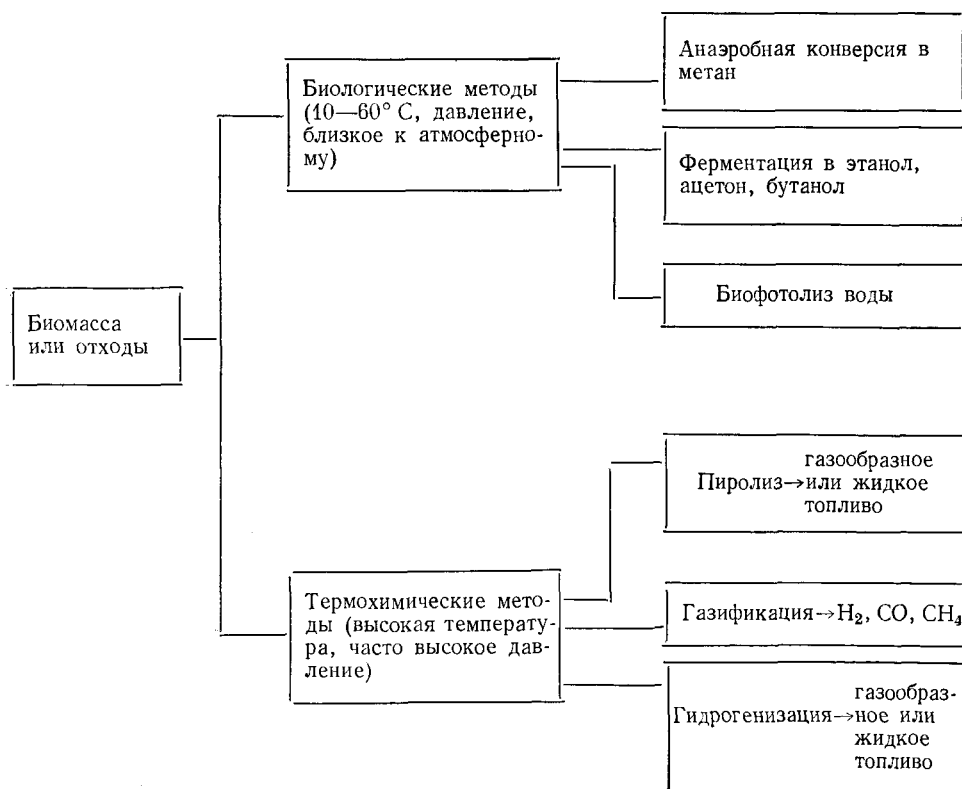 Анаэробная конверсия в
метан
Биологические методы
(10—60° С, давление,
близкое к атмосферно-
му)
Ферментация в этанол,
ацетон, бутанол
Биофотолиз воды
Биомасса
или отходы
газообразное
Пиролиз→или жидкое
топливо
Термохимические мето-
ды (высокая температу-
ра, часто высокое дав-
ление)
Газификация→H₂, CO, CH₄
газообраз-
Гидрогенизация→ное или
жидкое
топливо